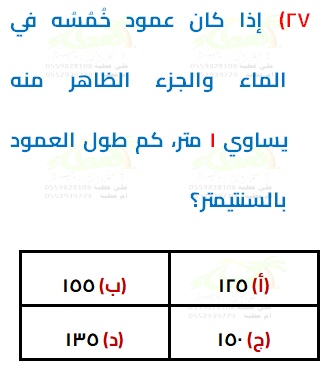 ٢٧) إذا كان عمود خُمُسُه في
الماء والجزء الظاهر منه
يساوي ١ متر، كم طول العمود
بالسنتيمتر؟
(أ) ١٢٥
(ب) ١٥٥
(ج) ١٥٠
(د) ١٣٥